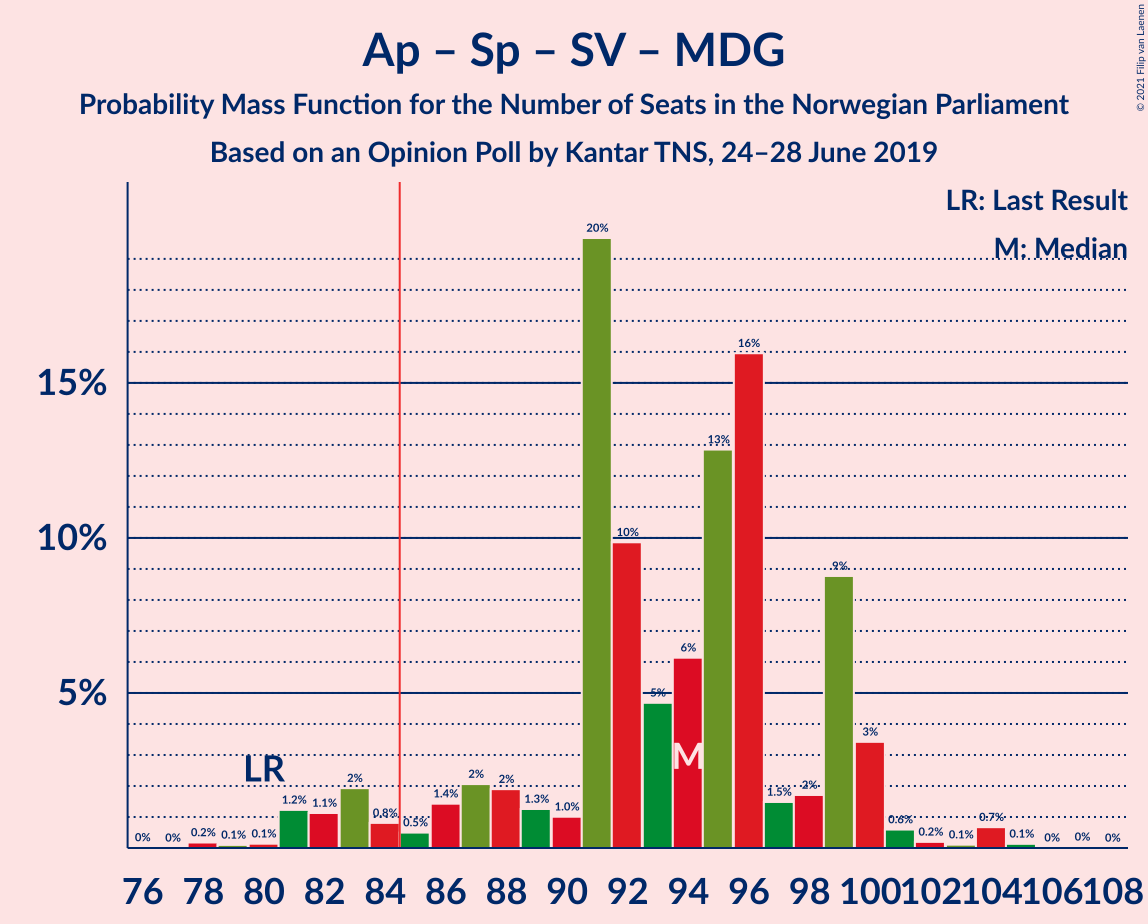 Ap – Sp – SV – MDG
Probability Mass Function for the Number of Seats in the Norwegian Parliament
Based on an Opinion Poll by Kantar TNS, 24–28 June 2019
© 2021 Filip van Laenen
LR: Last Result
M: Median
15%
10%
5%
LR
M
0% 0% 0.2% 0.1% 0.1% 1.2% 1.1% 2% 0.8% 0.5% 1.4% 2% 2% 1.3% 1.0% 20% 10% 5% 6% 13% 16% 1.5% 2% 9% 3% 0.6% 0.2% 0.1% 0.7% 0.1% 0% 0% 0%
76 78 80 82 84 86 88 90 92 94 96 98 100 102 104 106 108